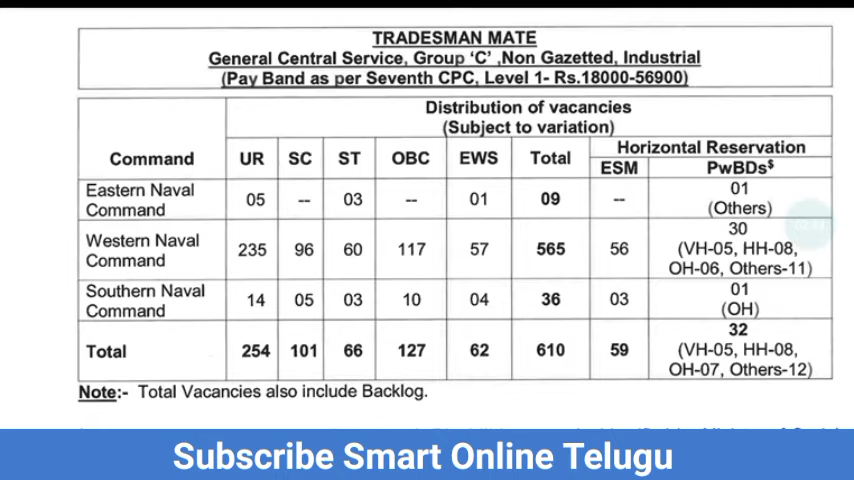 TRADESMAN MATE
General Central Service, Group ‘C’ ,Non Gazetted, Industrial
(Pay Band as per Seventh CPC, Level 1- Rs.18000-56900)
Distribution of vacancies
(Subject to variation)
Command UR SC ST OBC EWS Total Horizontal Reservation
ESM PwBDs$
Eastern Naval Command 05 -- 03 -- 01 09 -- 01 (Others)
Western Naval Command 235 96 60 117 57 565 56 30 (VH-05, HH-08, OH-06, Others-11)
Southern Naval Command 14 05 03 10 04 36 03 01 (OH)
Total 254 101 66 127 62 610 59 32 (VH-05, HH-08, OH-07, Others-12)
Note:- Total Vacancies also include Backlog.
Subscribe Smart Online Telugu